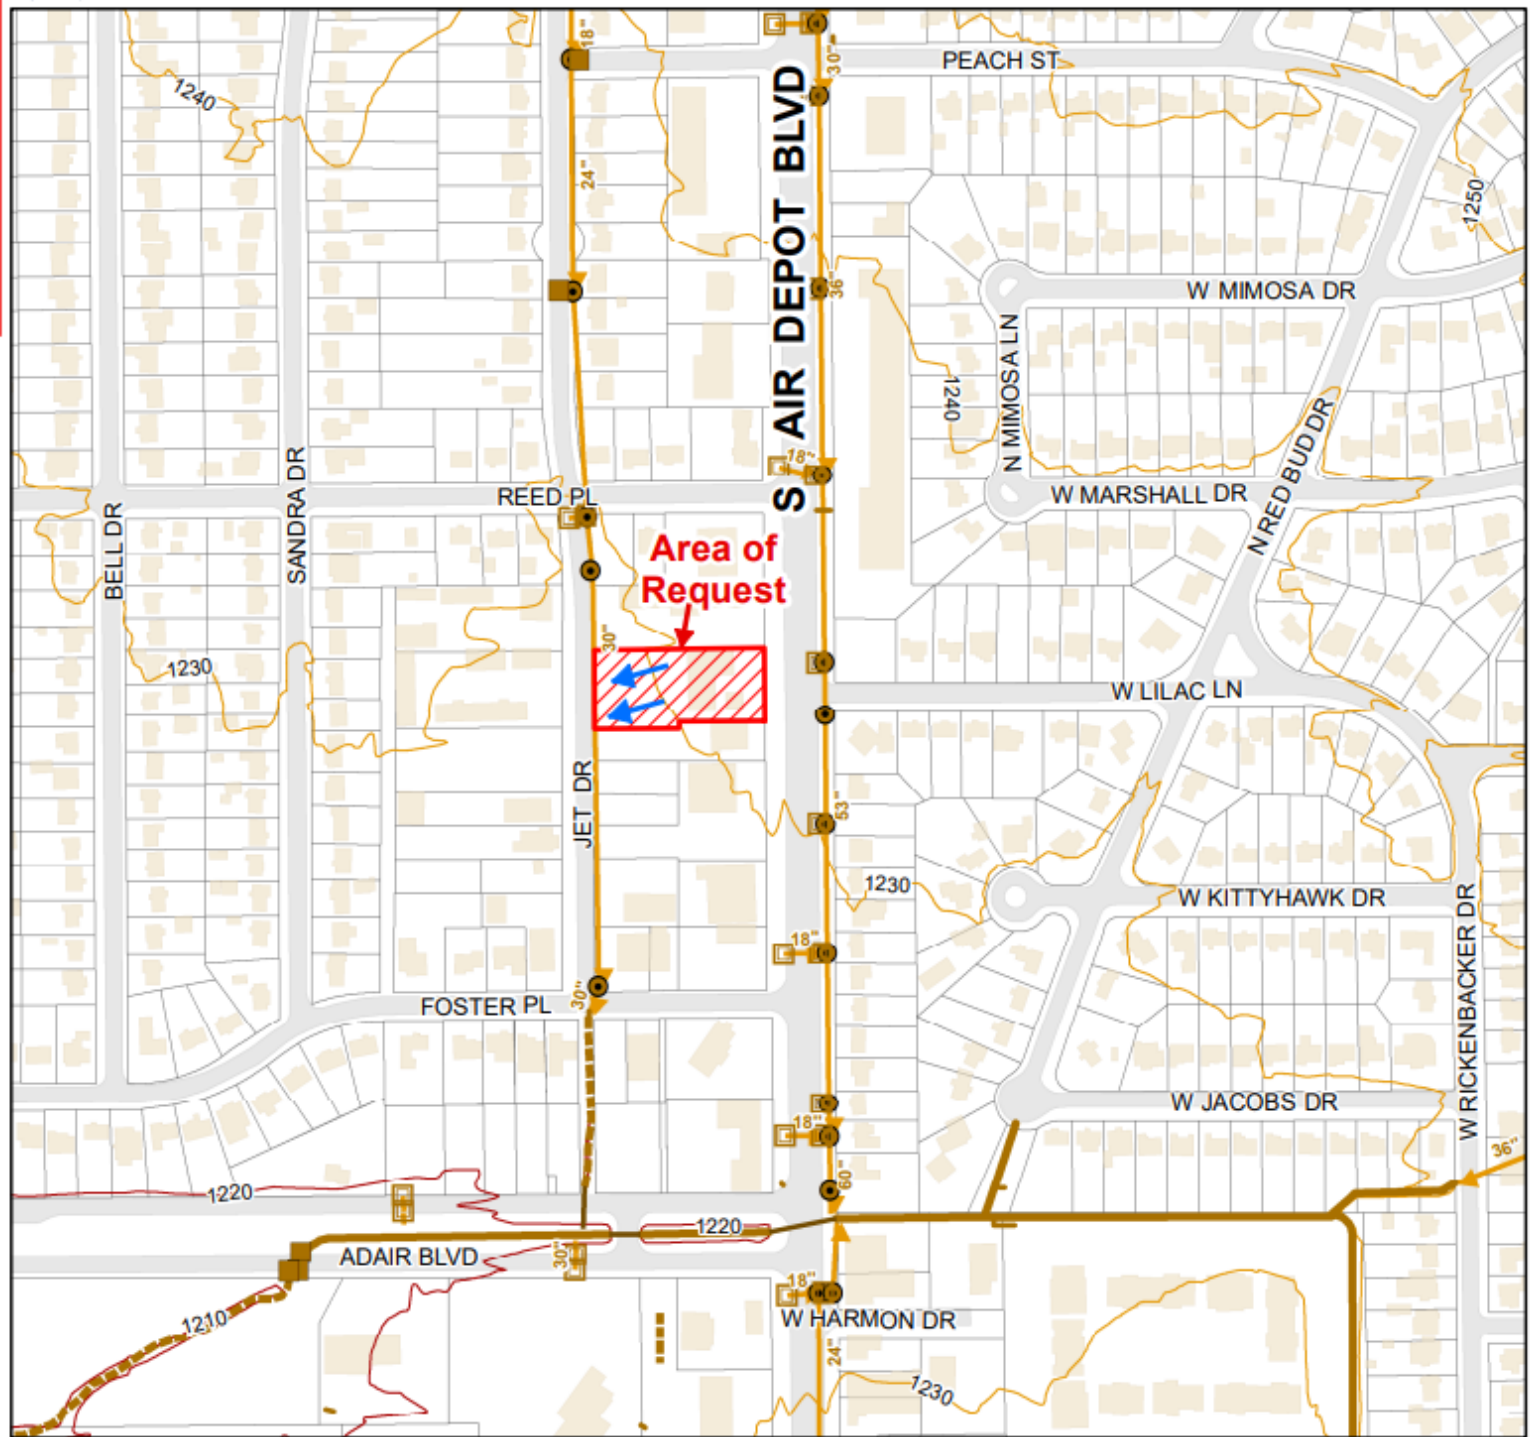 18"
30"
PEACH ST
1240
24"
S AIR DEPOT BLVD
1250
36"
W MIMOSA DR
N MIMOSA LN
1240
N RED BUD DR
18"
REED PL
W MARSHALL DR
SANDRA DR
BELL DR
Area of
Request
30"
1230
W LILAC LN
JET DR
53"
1230
W KITTYHAWK DR
W RICKENBACKER DR
18"
30"
FOSTER PL
W JACOBS DR
18"
36"
60"
1220
1220
30"
ADAIR BLVD
18"
1210
W HARMON DR
24"
1230